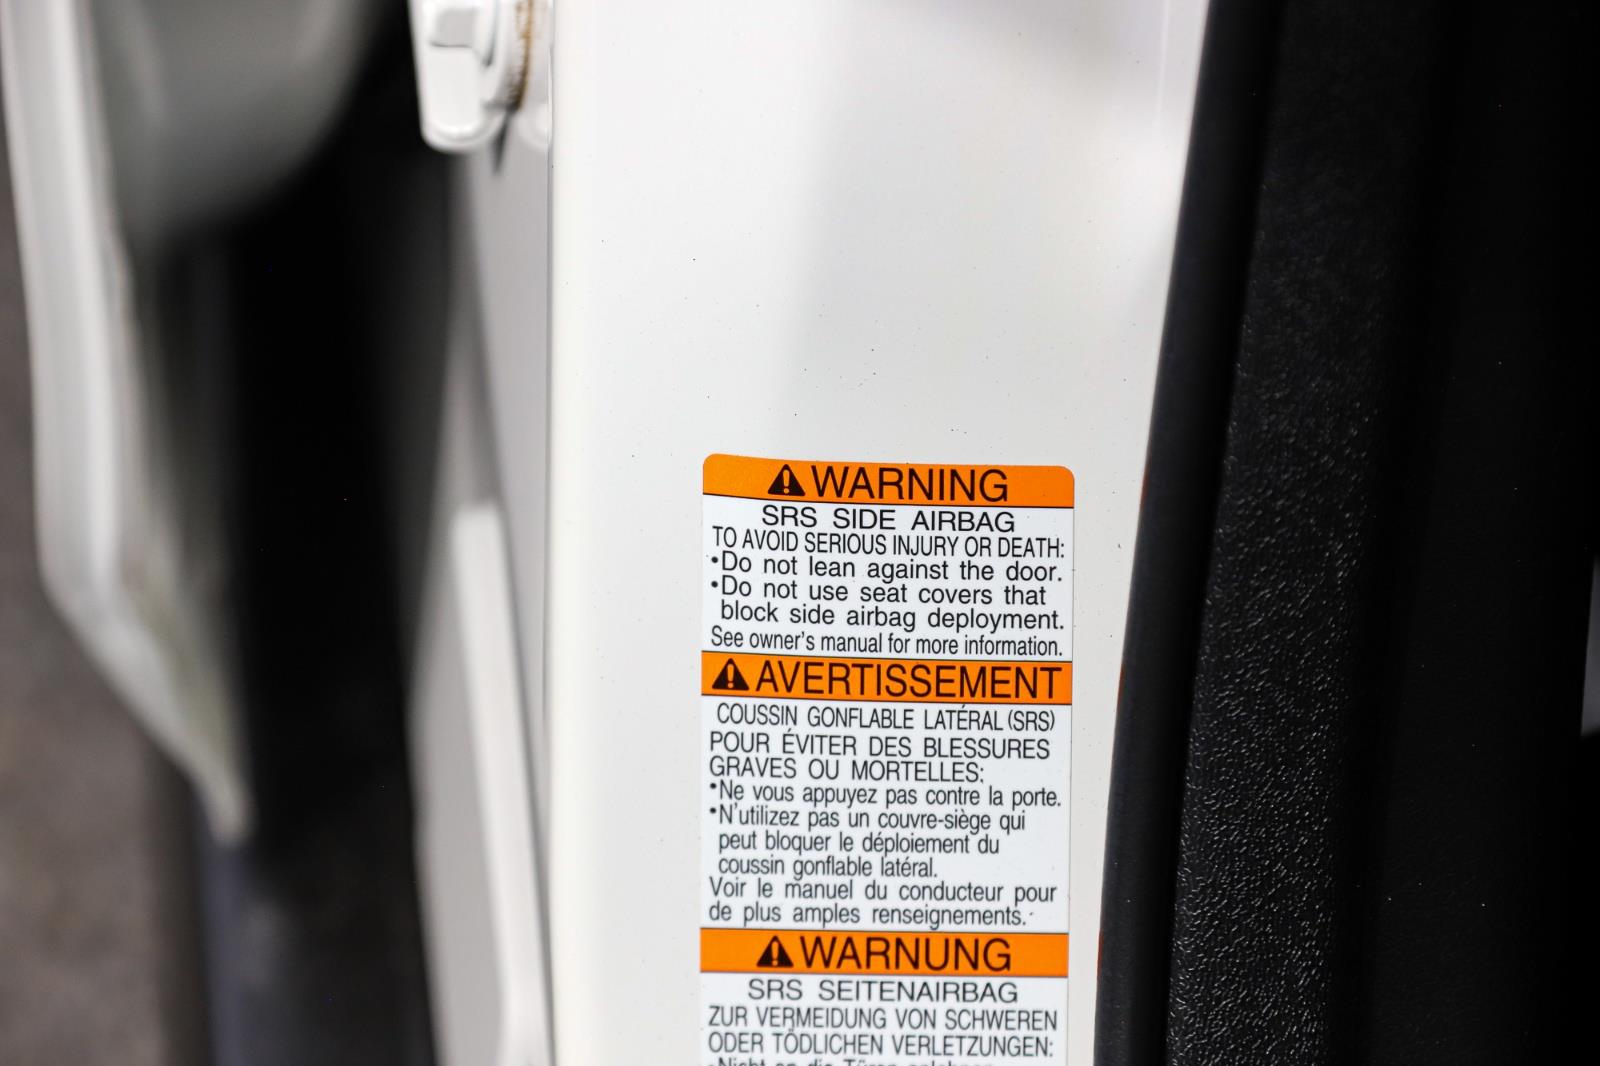 ⚠WARNING
SRS SIDE AIRBAG
TO AVOID SERIOUS INJURY OR DEATH:
•Do not lean against the door.
•Do not use seat covers that
block side airbag deployment.
See owner's manual for more information.
⚠AVERTISSEMENT
COUSSIN GONFLABLE LATÉRAL (SRS)
POUR ÉVITER DES BLESSURES
GRAVES OU MORTELLES:
•Ne vous appuyez pas contre la porte.
•N'utilizez pas un couvre-siège qui
peut bloquer le déploiement du
coussin gonflable latéral.
Voir le manuel du conducteur pour
de plus amples renseignements.
⚠WARNUNG
SRS SEITENAIRBAG
ZUR VERMEIDUNG VON SCHWEREN
ODER TÖDLICHEN VERLETZUNGEN: